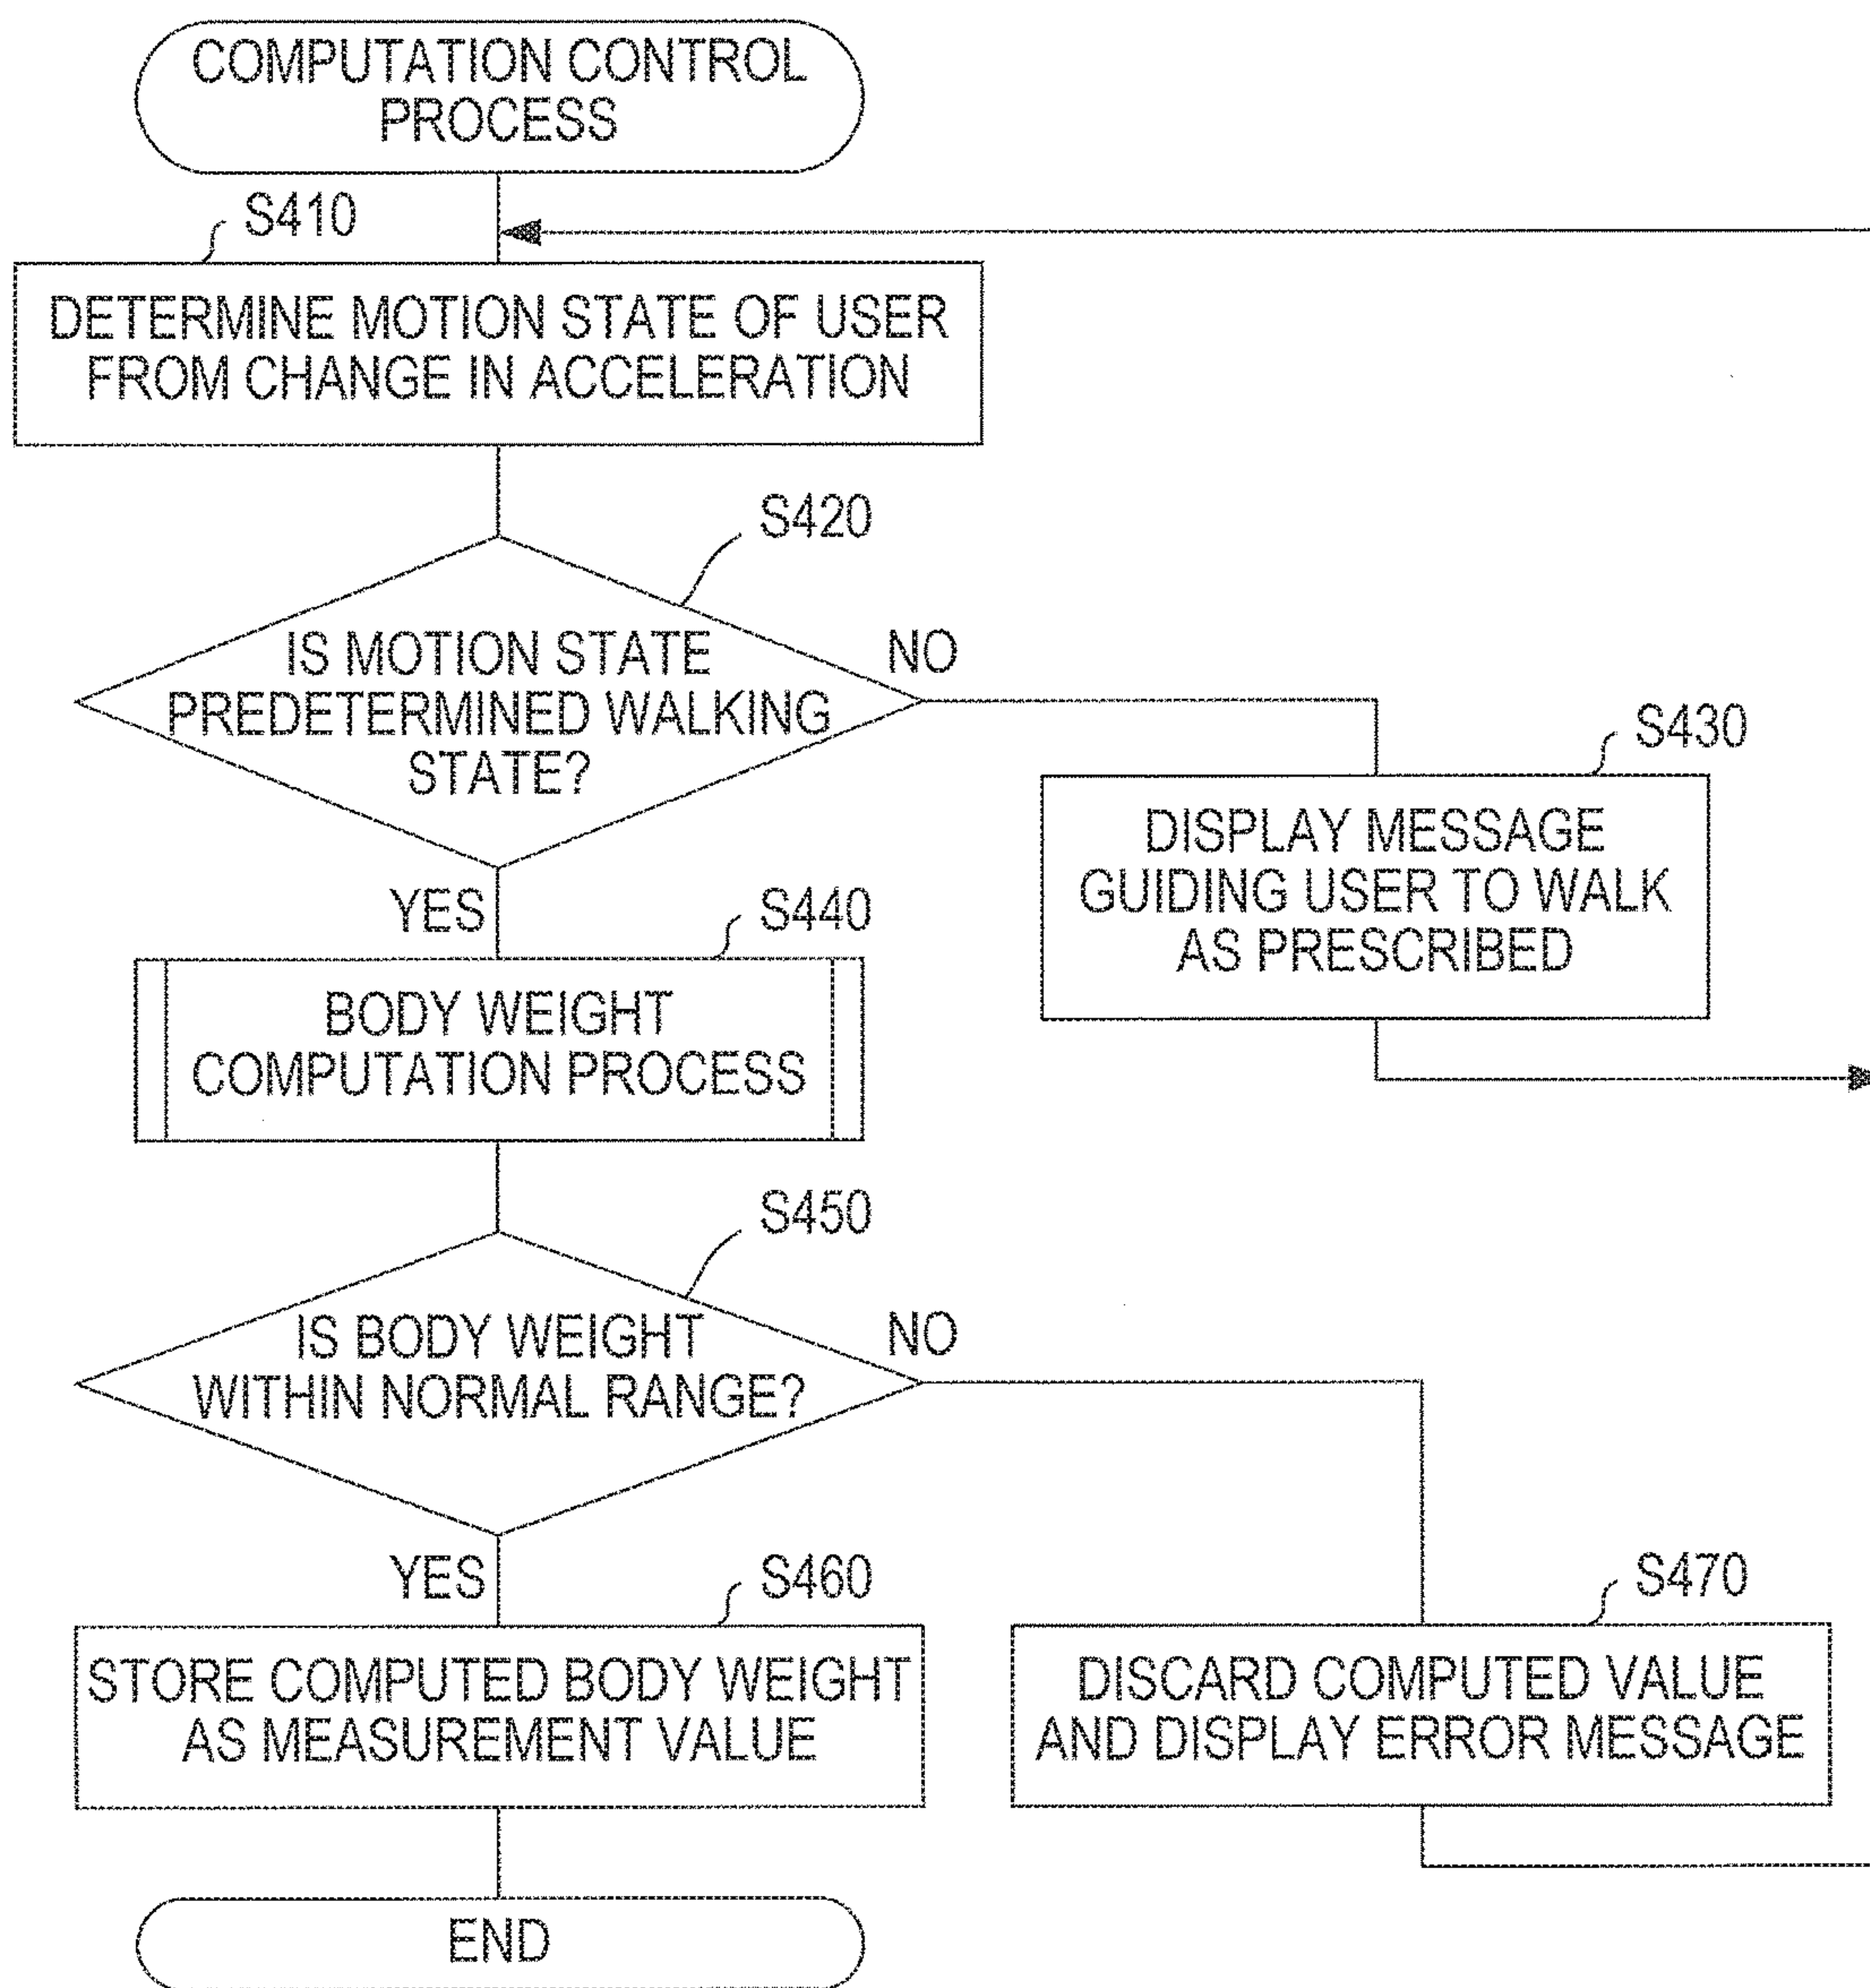 COMPUTATION CONTROL
PROCESS
S410
DETERMINE MOTION STATE OF USER
FROM CHANGE IN ACCELERATION
S420
IS MOTION STATE
PREDETERMINED WALKING
STATE?
NO
S430
DISPLAY MESSAGE
GUIDING USER TO WALK
AS PRESCRIBED
YES
S440
BODY WEIGHT
COMPUTATION PROCESS
S450
IS BODY WEIGHT
WITHIN NORMAL RANGE?
NO
YES
S460
STORE COMPUTED BODY WEIGHT
AS MEASUREMENT VALUE
S470
DISCARD COMPUTED VALUE
AND DISPLAY ERROR MESSAGE
END